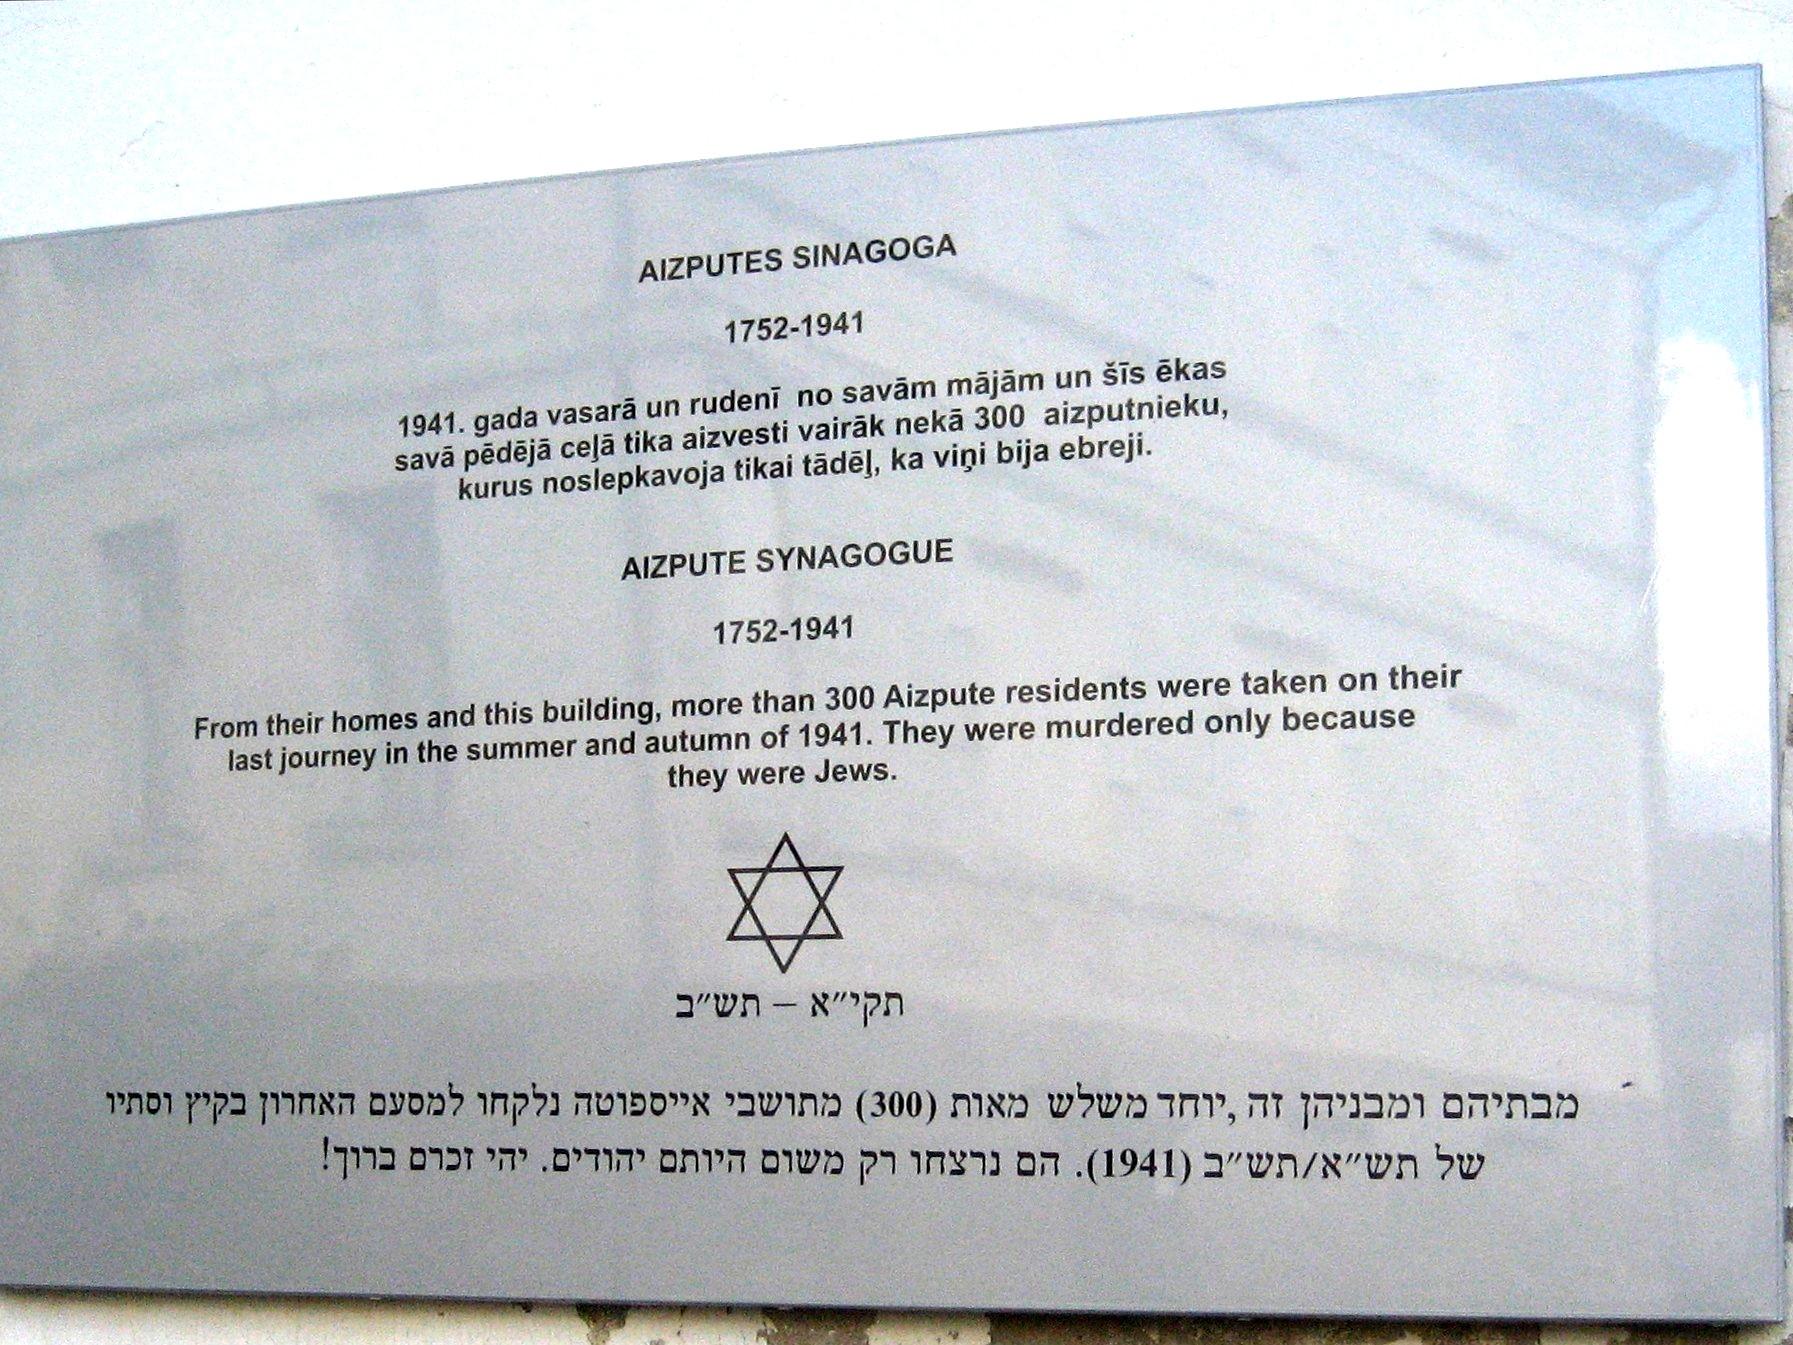 AIZPUTES SINAGOGA
1752-1941
1941. gada vasarā un rudenī no savām mājām un šīs ēkas
savā pēdējā ceļā tika aizvesti vairāk nekā 300 aizputnieku,
kurus noslepkavoja tikai tādēļ, ka viņi bija ebreji.
AIZPUTE SYNAGOGUE
1752-1941
From their homes and this building, more than 300 Aizpute residents were taken on their
last journey in the summer and autumn of 1941. They were murdered only because
they were Jews.
תקי״א – תש״ב
מבתיהם ומבניהן זה ,יוחד משלש מאות (300) מתושבי אייספוטה נלקחו למסעם האחרון בקיץ וסתיו
של תש״א/תש״ב (1941). הם נרצחו רק משום היותם יהודים. יהי זכרם ברוך!